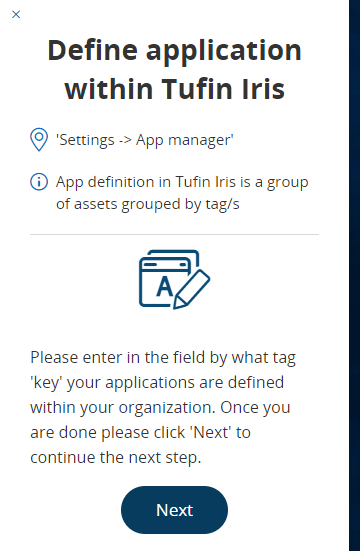 Define application
within Tufin Iris
'Settings -> App manager'
App definition in Tufin Iris is a group
of assets grouped by tag/s
A
Please enter in the field by what tag
'key' your applications are defined
within your organization. Once you
are done please click 'Next' to
continue the next step.
Next